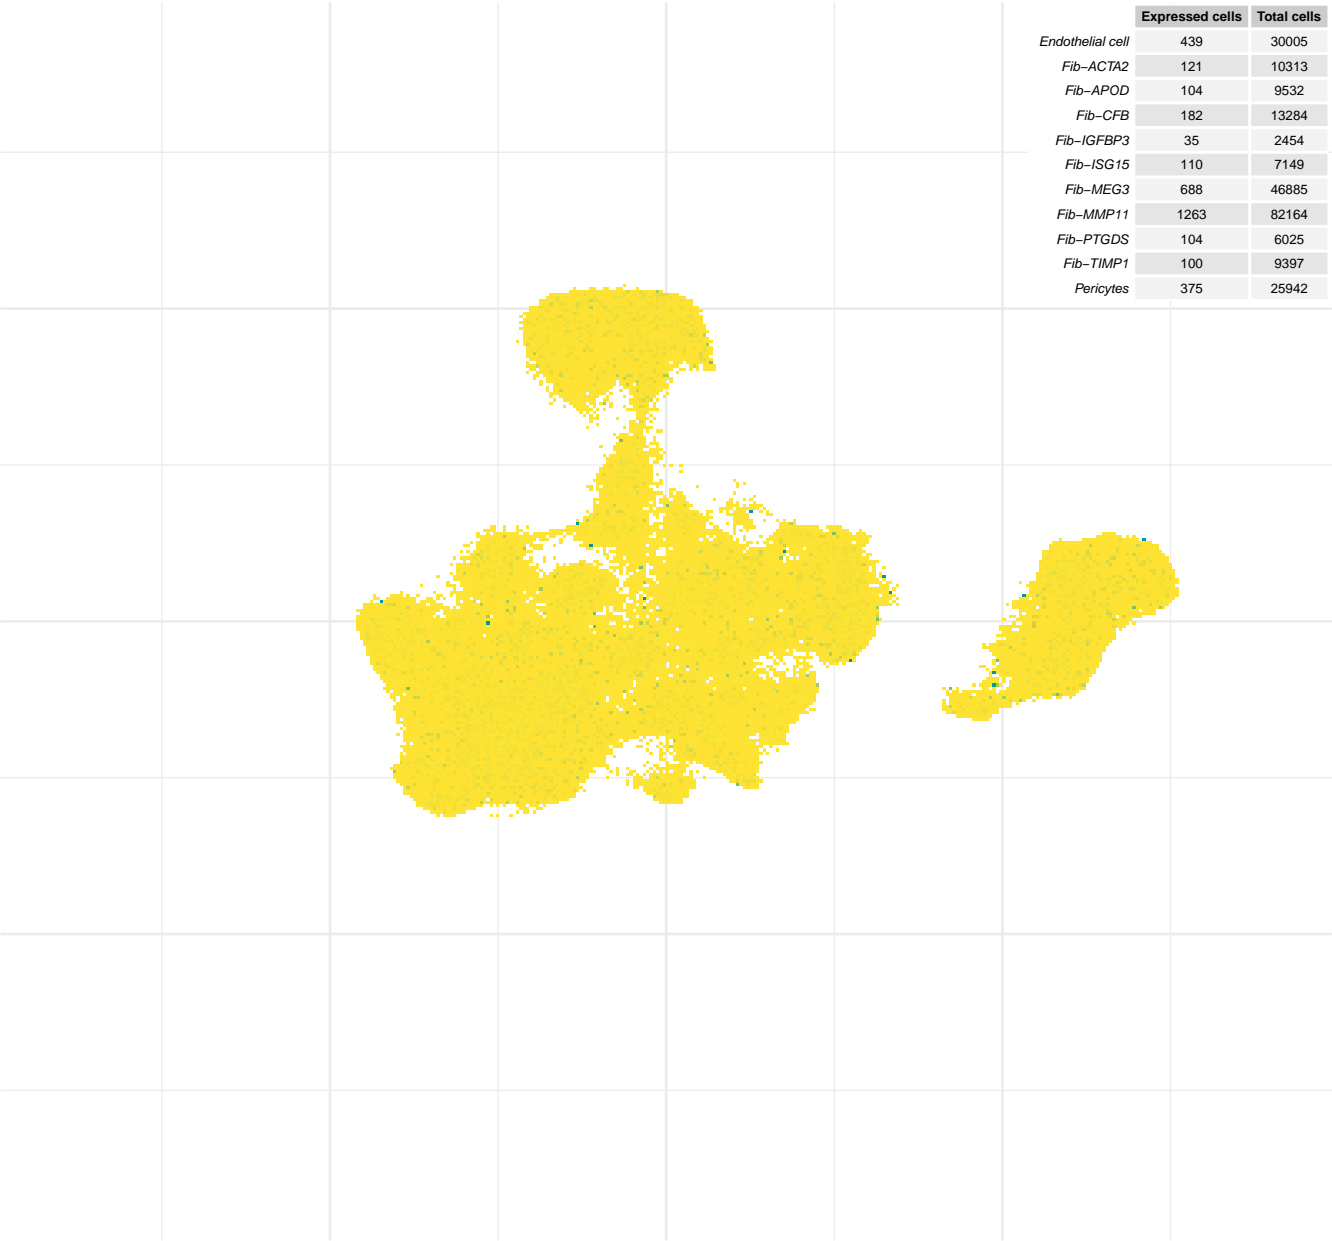 Expressed cells Total cells
Endothelial cell 439 30005
Fib−ACTA2 121 10313
Fib−APOD 104 9532
Fib−CFB 182 13284
Fib−IGFBP3 35 2454
Fib−ISG15 110 7149
Fib−MEG3 688 46885
Fib−MMP11 1263 82164
Fib−PTGDS 104 6025
Fib−TIMP1 100 9397
Pericytes 375 25942